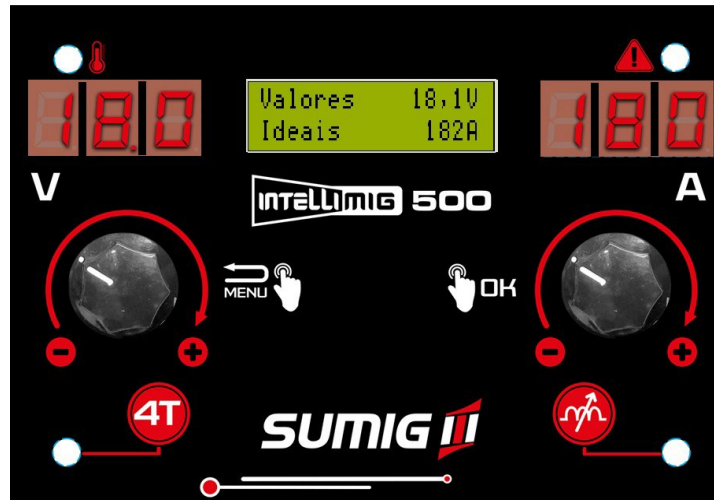 18.0
Valores 18,1V
Ideais 182A
180
V
A
INTELLIMIG 500
MENU
OK
4T
SUMIG